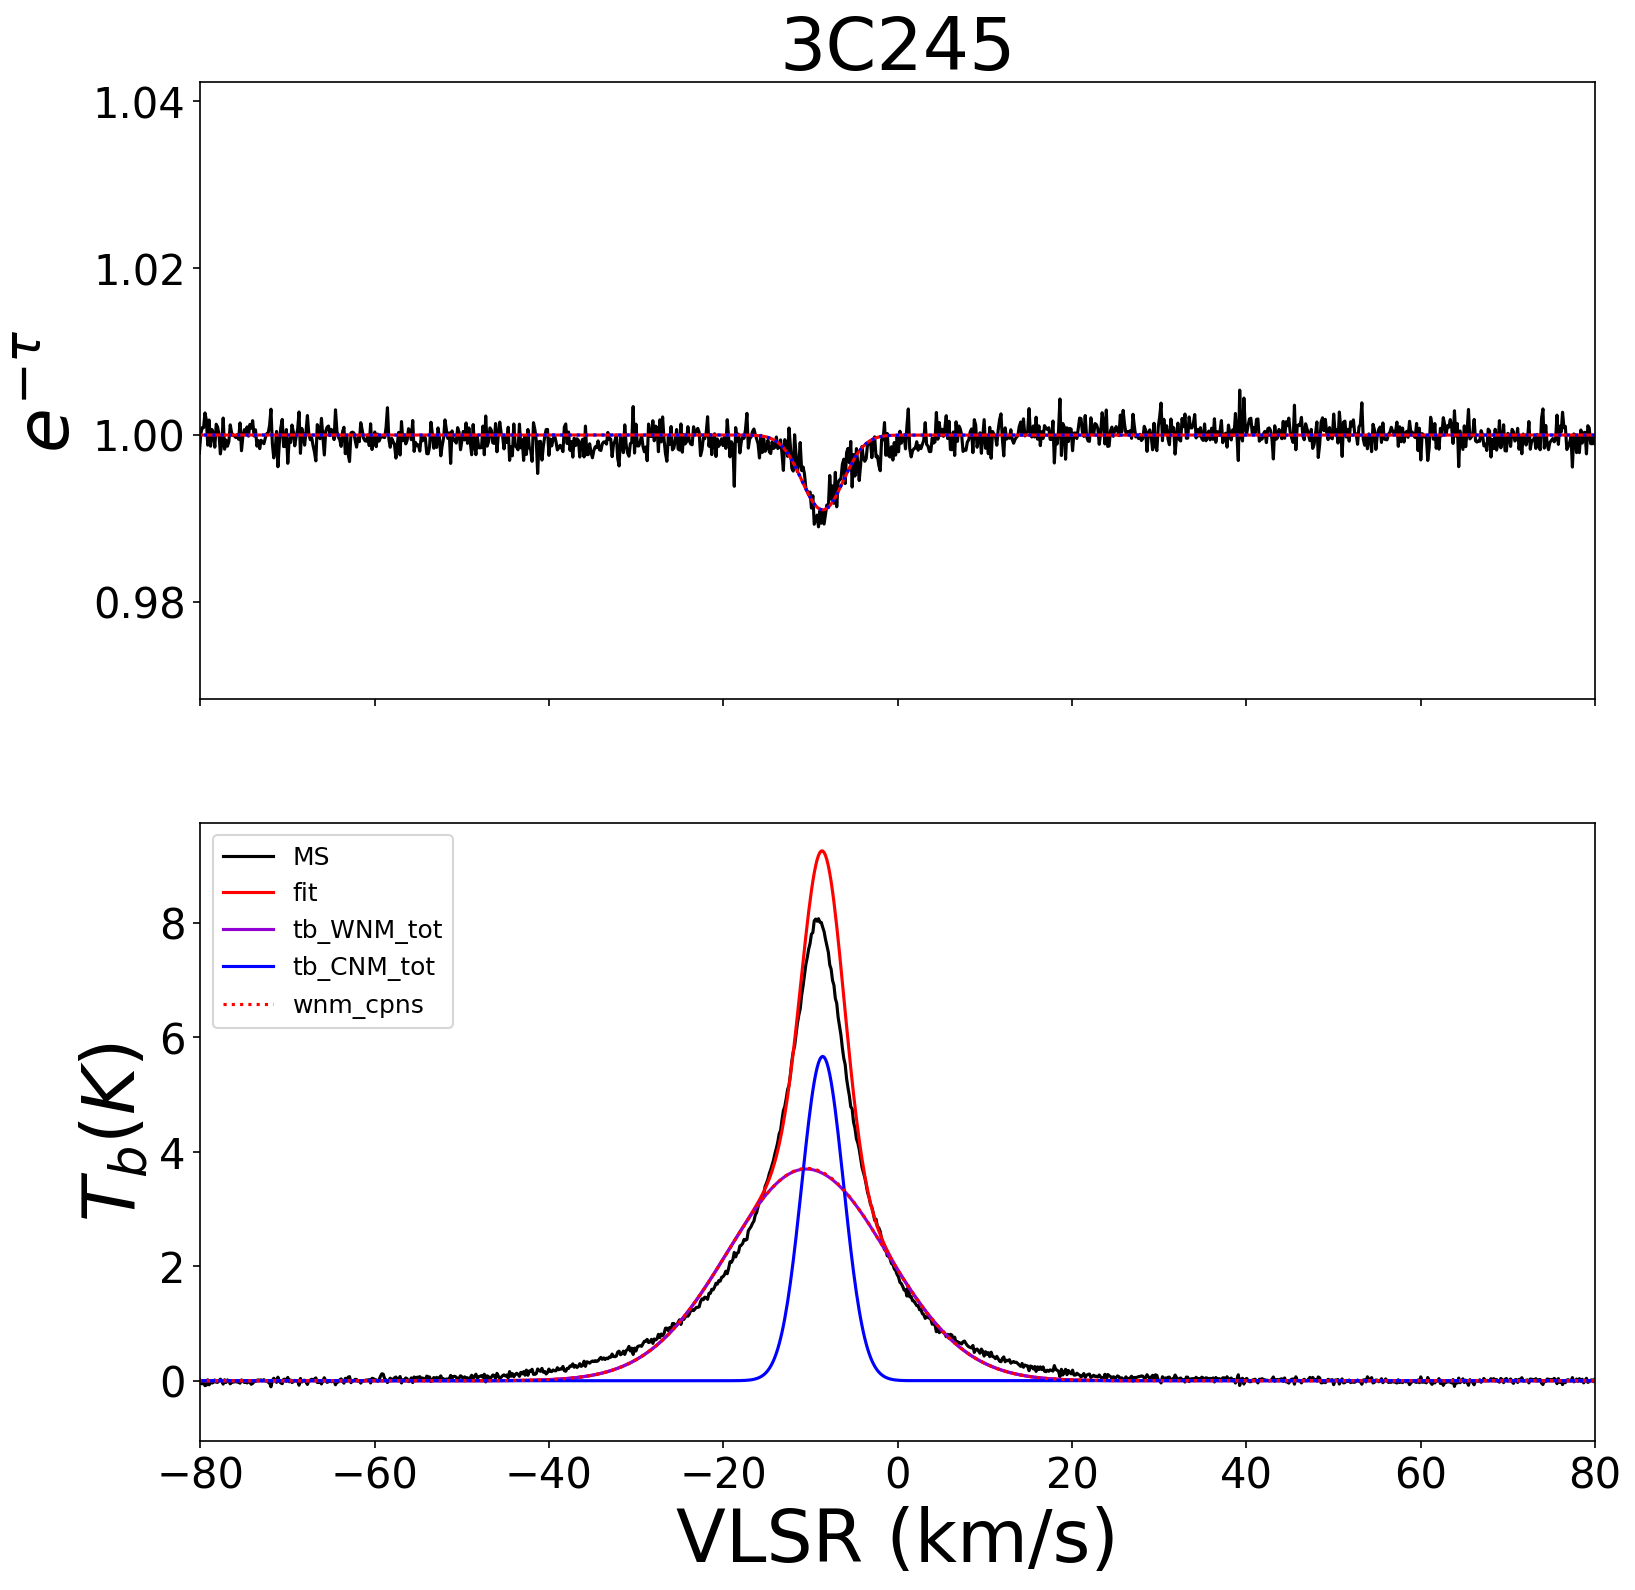 3C245
1.04
1.02
1.00
0.98
e^{-τ}
MS
fit
tb_WNM_tot
tb_CNM_tot
wnm_cpns
8
6
4
2
0
T_b(K)
−80 −60 −40 −20 0 20 40 60 80
VLSR (km/s)